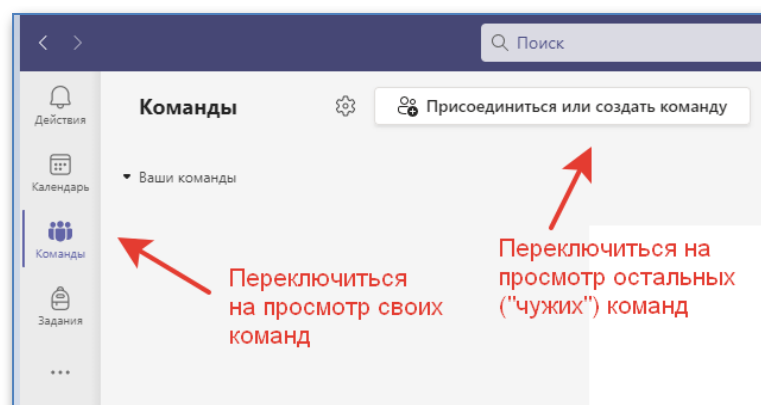 Поиск
Действия
Команды
Присоединиться или создать команду
Календарь
Ваши команды
Команды
Задания
Переключиться
на просмотр своих
команд
Переключиться на
просмотр остальных
("чужих") команд